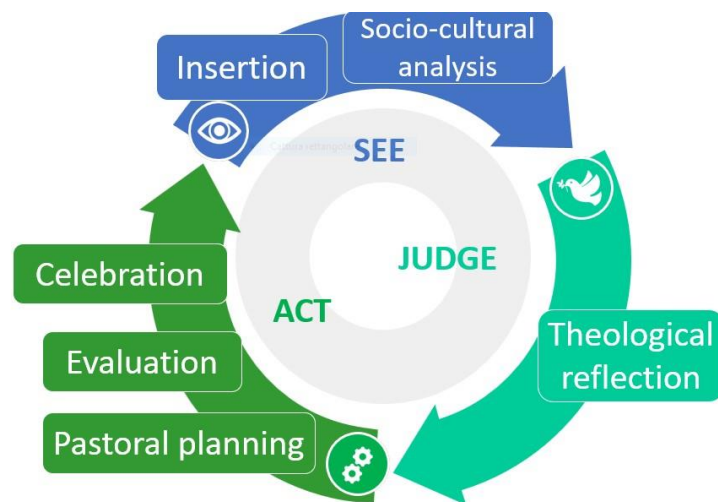 Socio-cultural
analysis
Insertion
SEE
JUDGE
Theological
reflection
ACT
Celebration
Evaluation
Pastoral planning